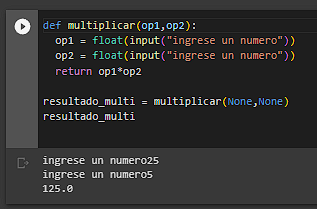 def multiplicar(op1,op2):
  op1 = float(input("ingrese un numero"))
  op2 = float(input("ingrese un numero"))
  return op1*op2

resultado_multi = multiplicar(None,None)
resultado_multi
ingrese un numero25
ingrese un numero5
125.0